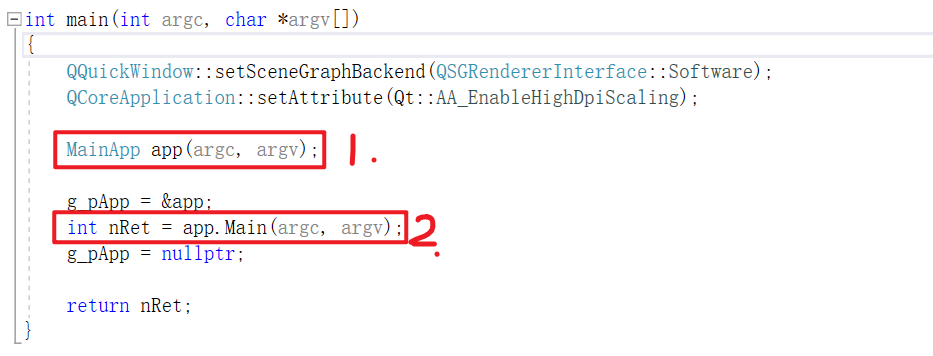 int main(int argc, char *argv[])
{
QQuickWindow::setSceneGraphBackend(QSGRendererInterface::Software);
QCoreApplication::setAttribute(Qt::AA_EnableHighDpiScaling);
MainApp app(argc, argv); 1.
g_pApp = &app;
int nRet = app.Main(argc, argv); 2.
g_pApp = nullptr;
return nRet;
}